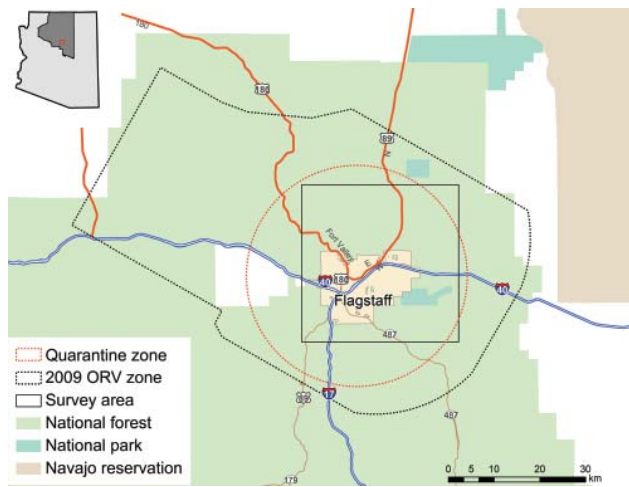 180
180
89
N
Fort Valley
40
180
Flagstaff
40
487
17
487
179
Quarantine zone
2009 ORV zone
Survey area
National forest
National park
Navajo reservation
0 5 10 20 30
km